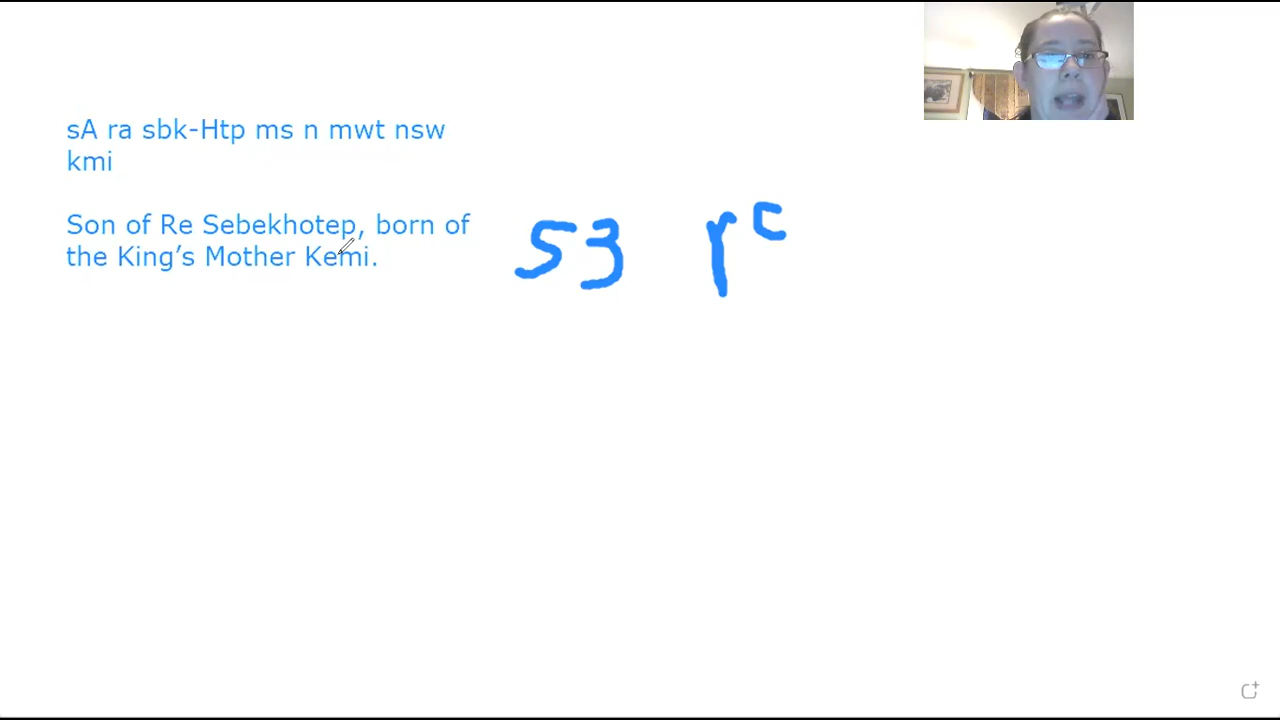 sA ra sbk-Htp ms n mwt nsw
kmi
Son of Re Sebekhotep, born of
the King’s Mother Kemi.
sꜣ rꜥ